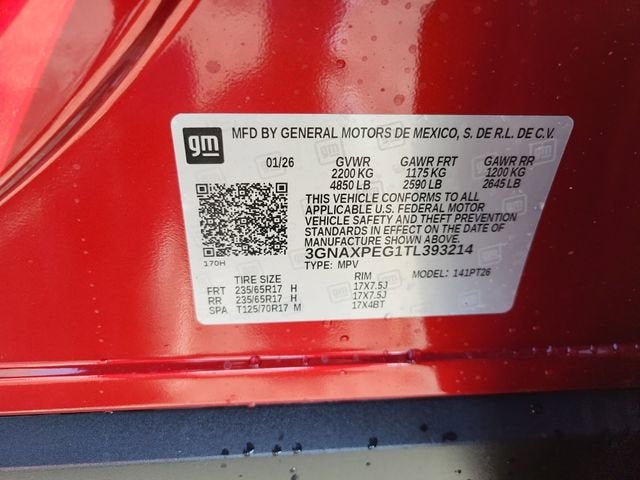 gm
MFD BY GENERAL MOTORS DE MEXICO, S. DE R.L. DE C.V.
01/26 GVWR GAWR FRT GAWR RR
2200 KG 1175 KG 1200 KG
4850 LB 2590 LB 2645 LB
THIS VEHICLE CONFORMS TO ALL
APPLICABLE U.S. FEDERAL MOTOR
VEHICLE SAFETY AND THEFT PREVENTION
STANDARDS IN EFFECT ON THE DATE OF
MANUFACTURE SHOWN ABOVE.
3GNAXPEG1TL393214
170H
TYPE: MPV MODEL: 141PT26
TIRE SIZE RIM
FRT 235/65R17 H 17X7.5J
RR 235/65R17 H 17X7.5J
SPA T125/70R17 M 17X4BT